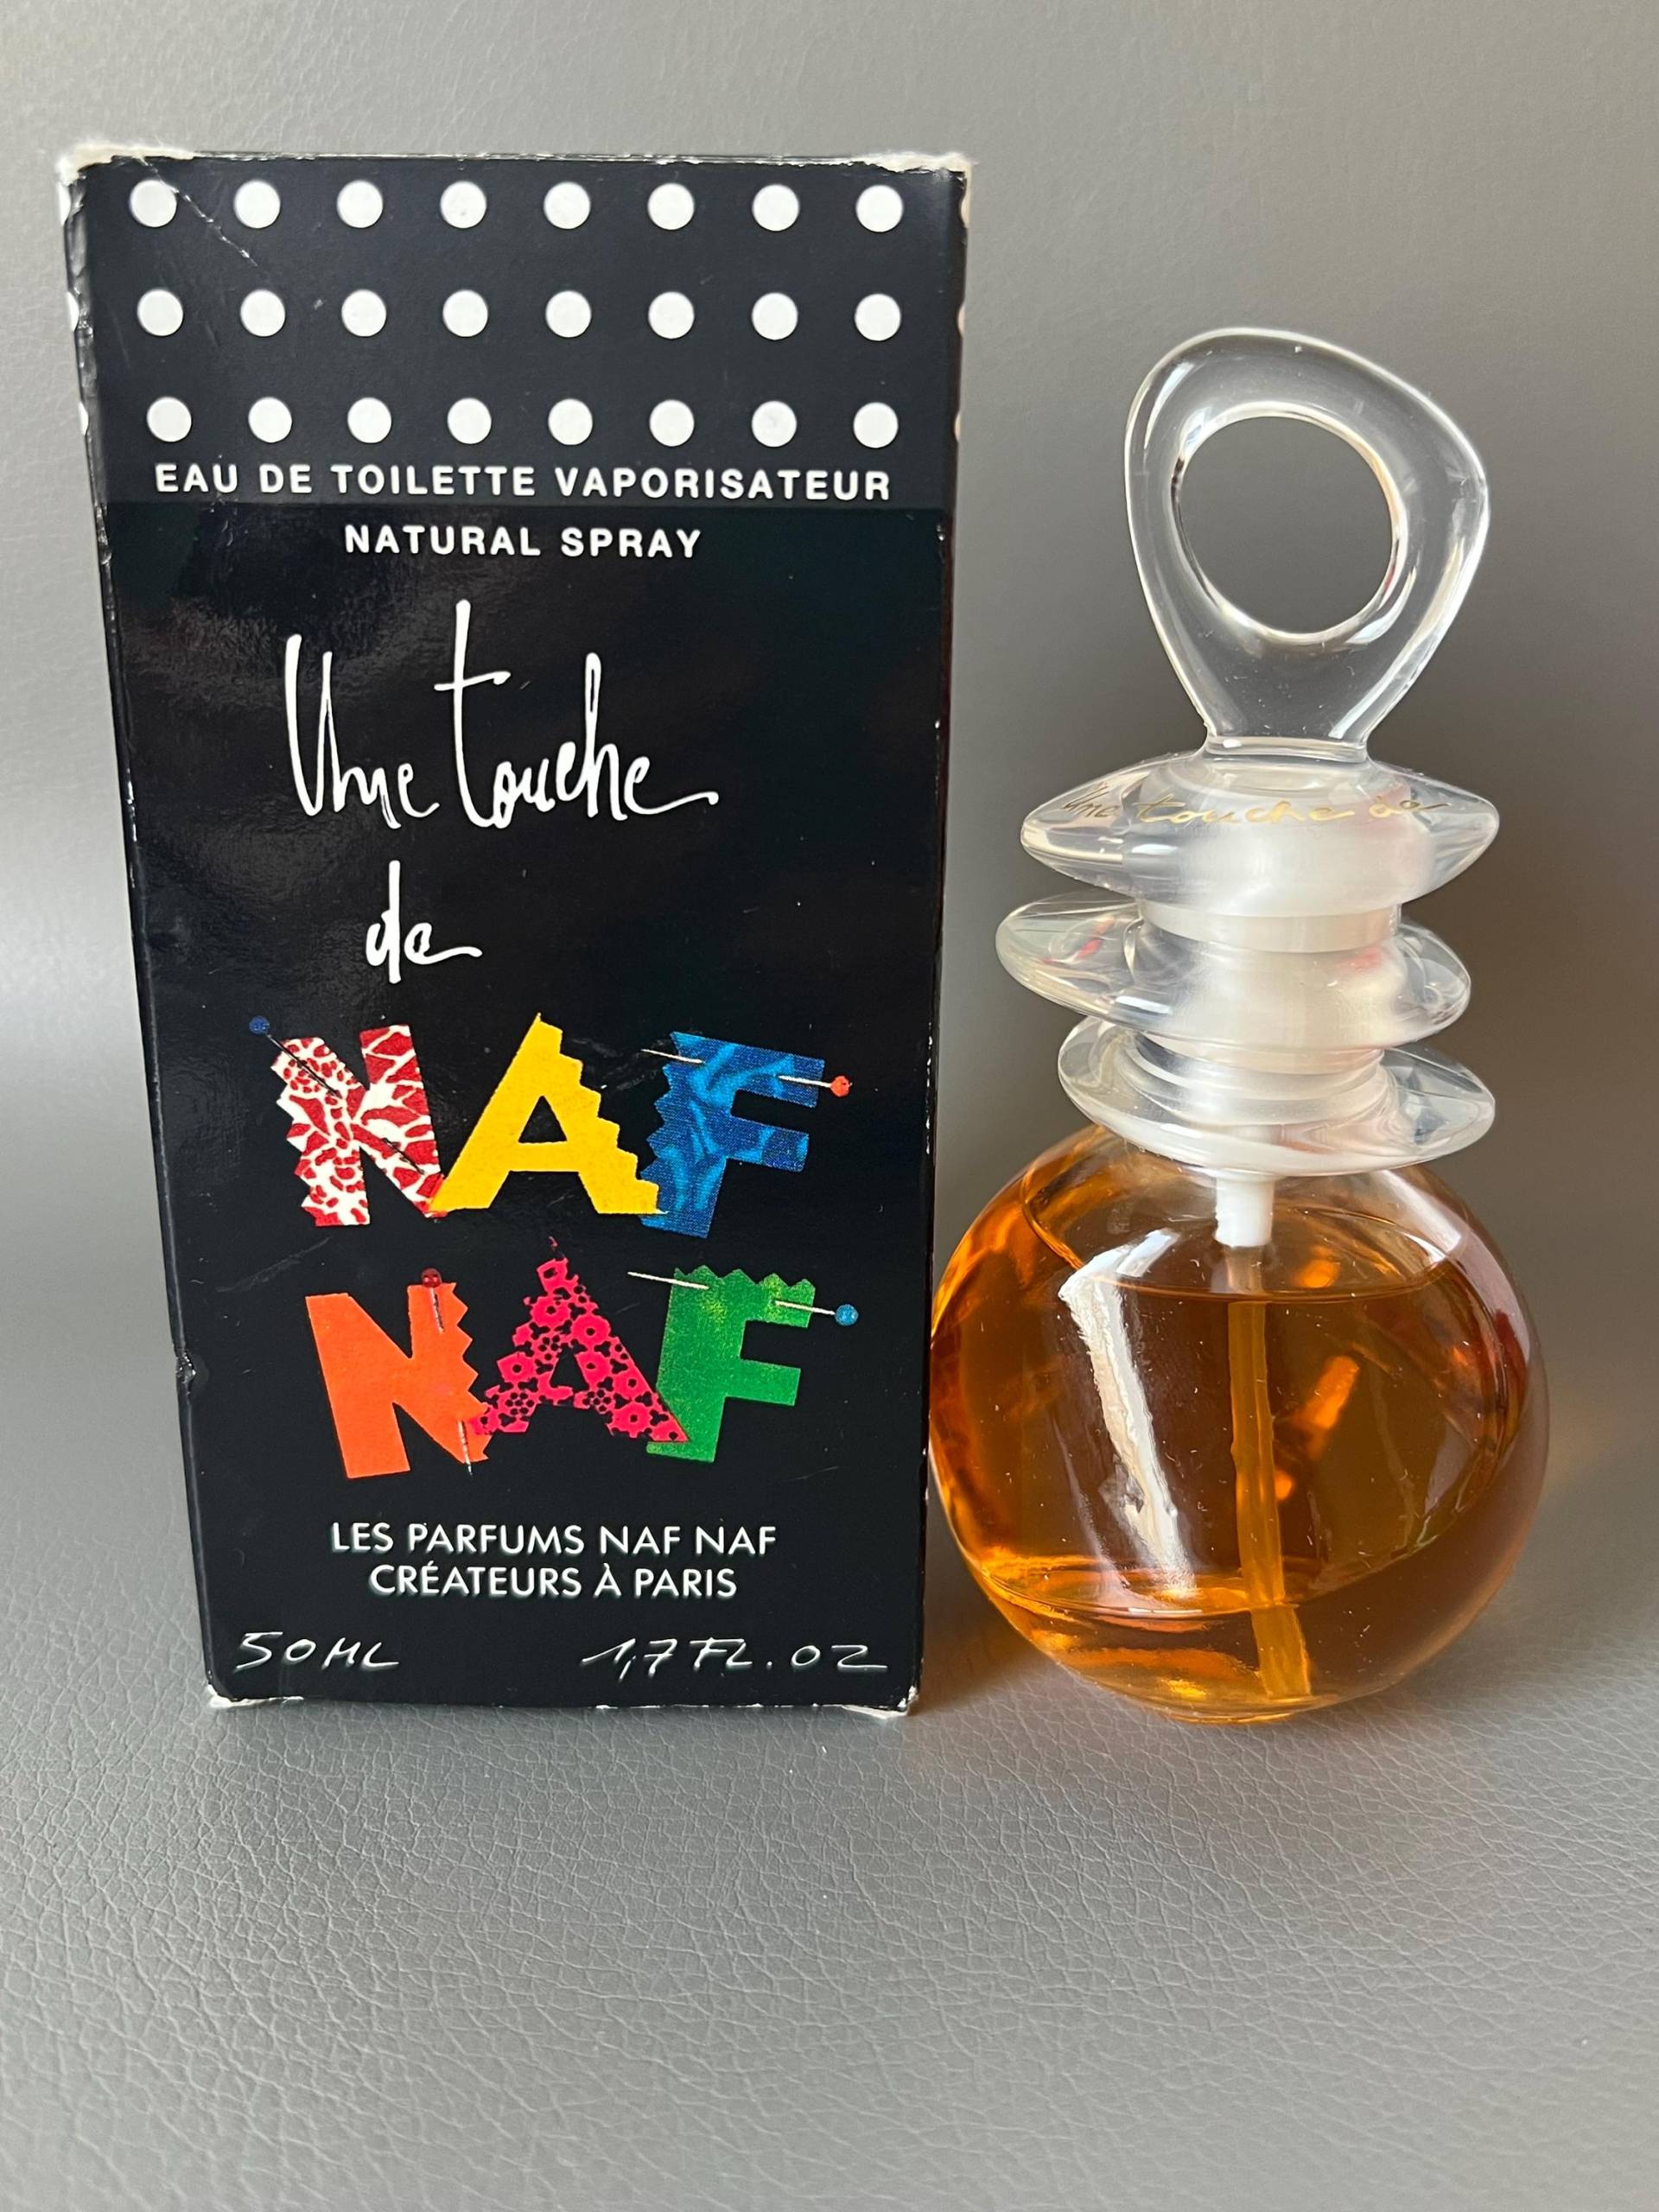 EAU DE TOILETTE VAPORISATEUR
NATURAL SPRAY
Une touche
de
NAF
NAF
LES PARFUMS NAF NAF
CRÉATEURS À PARIS
50ML 1,7 FL.OZ
Une touche de